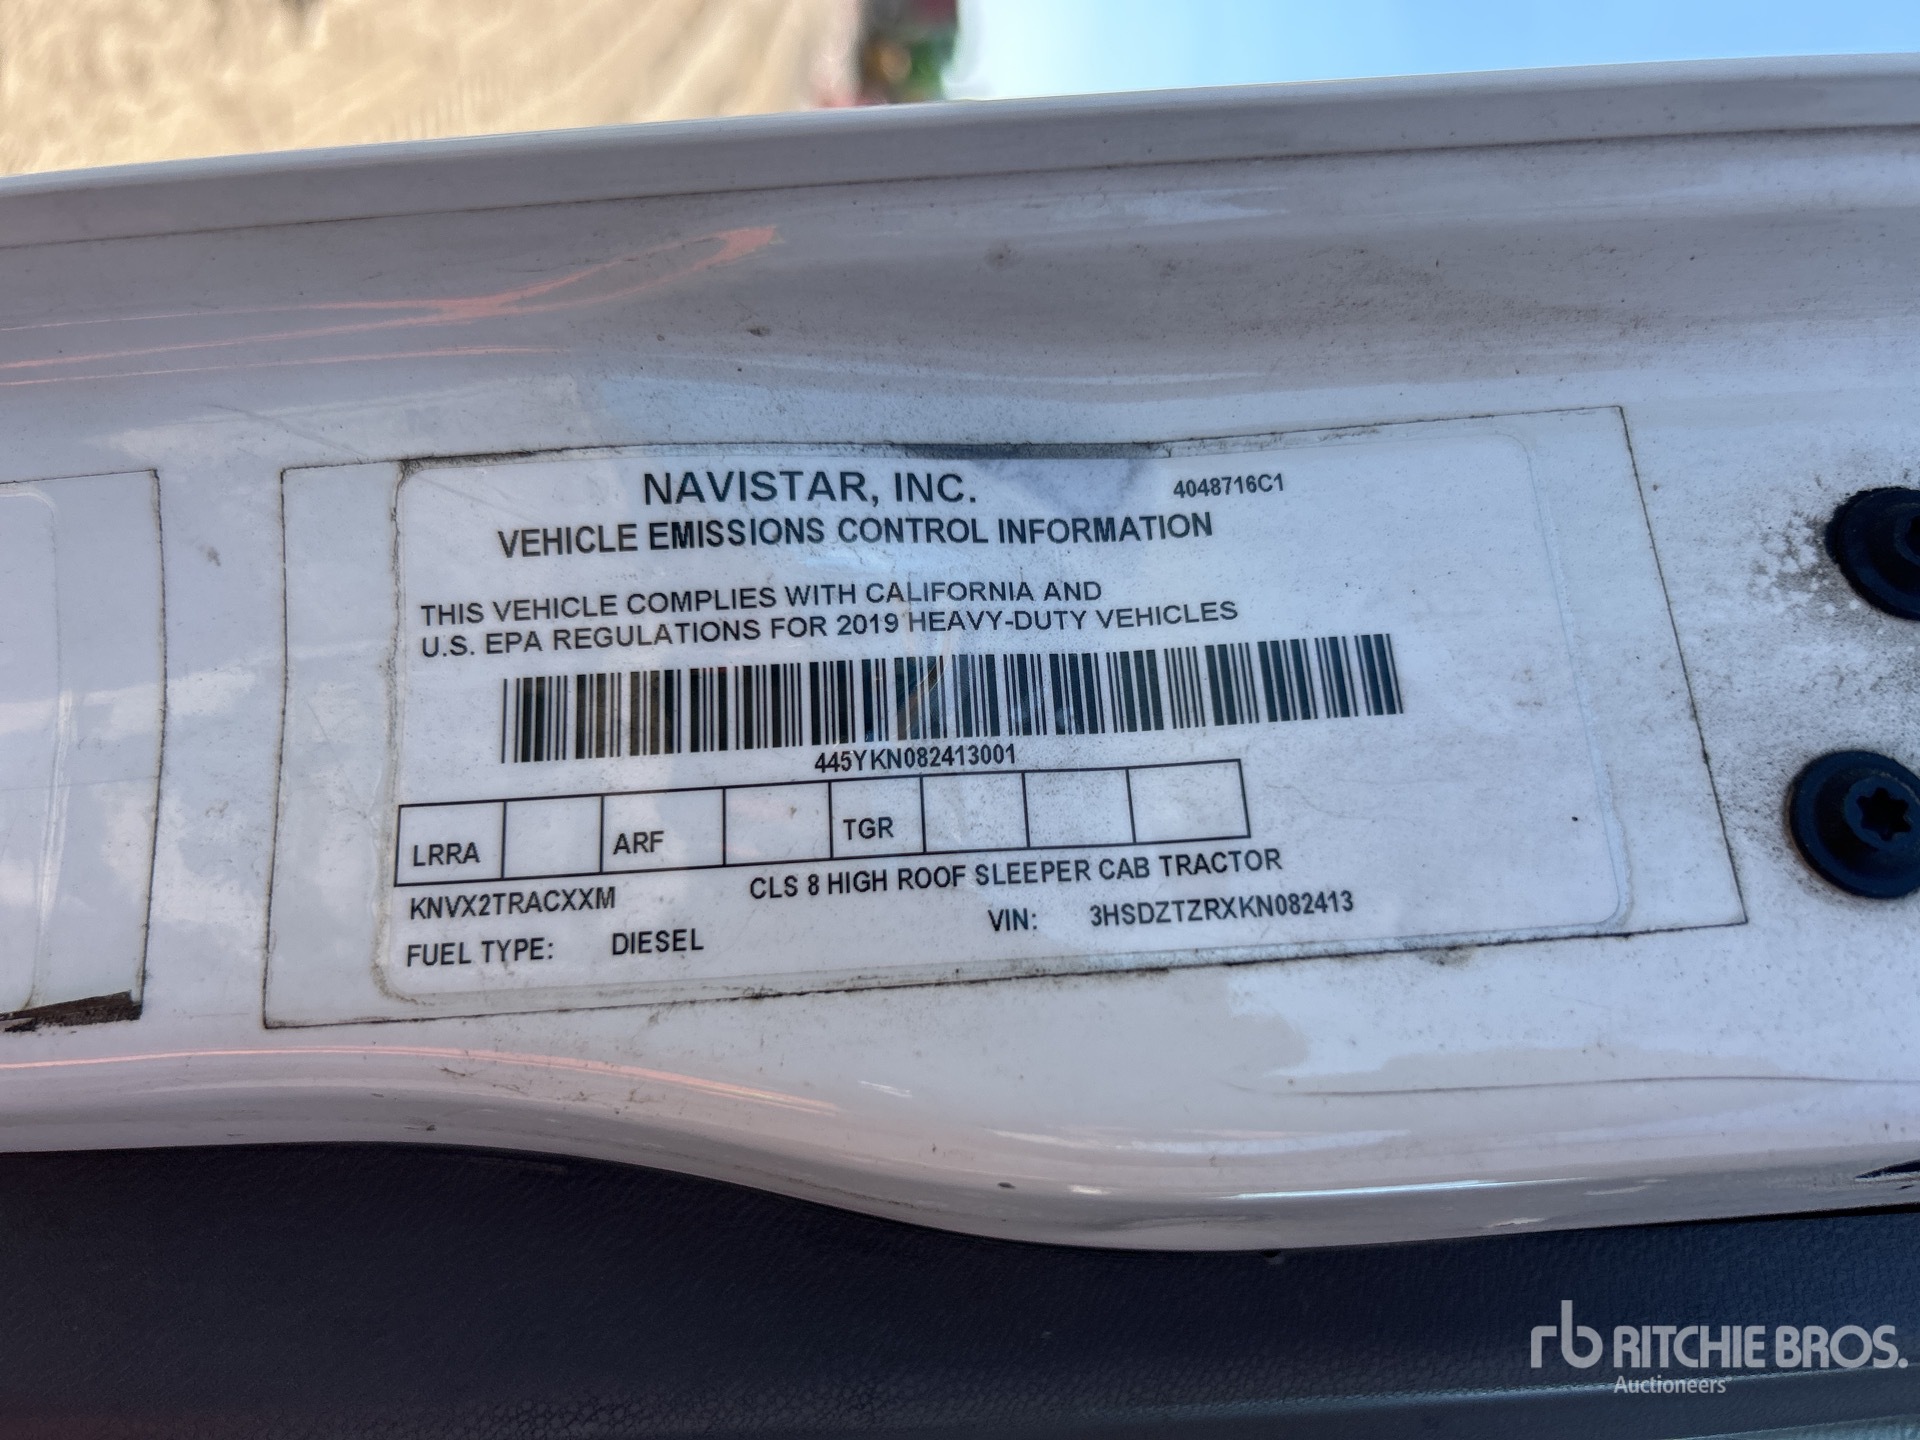 NAVISTAR, INC.
4048716C1
VEHICLE EMISSIONS CONTROL INFORMATION
THIS VEHICLE COMPLIES WITH CALIFORNIA AND
U.S. EPA REGULATIONS FOR 2019 HEAVY-DUTY VEHICLES
445YKN082413001
LRRA ARF TGR
KNVX2TRACXXM CLS 8 HIGH ROOF SLEEPER CAB TRACTOR
FUEL TYPE: DIESEL VIN: 3HSDZTZRXKN082413
rb RITCHIE BROS.
Auctioneers